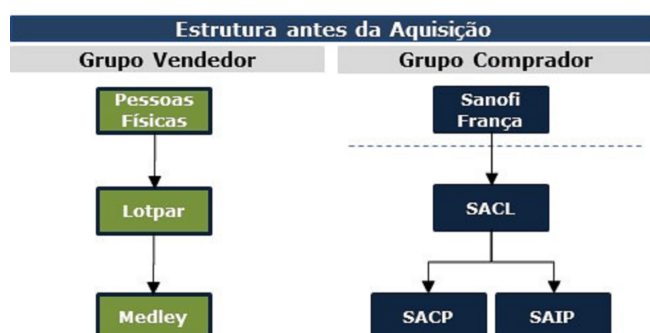 Estrutura antes da Aquisição
Grupo Vendedor
Grupo Comprador
Pessoas
Físicas
Sanofi
França
Lotpar
SACL
Medley
SACP
SAIP